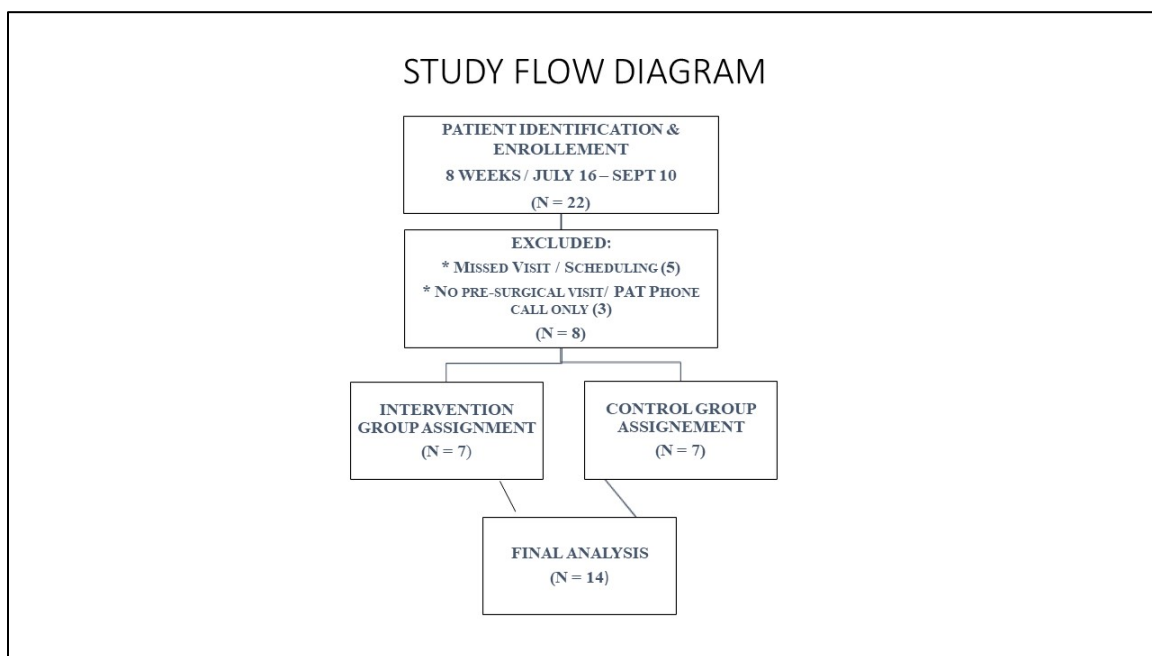 STUDY FLOW DIAGRAM
PATIENT IDENTIFICATION &
ENROLLEMENT
8 WEEKS / JULY 16 – SEPT 10
(N = 22)
EXCLUDED:
* MISSED VISIT / SCHEDULING (5)
* NO PRE-SURGICAL VISIT/ PAT PHONE
CALL ONLY (3)
(N = 8)
INTERVENTION
GROUP ASSIGNMENT
(N = 7)
CONTROL GROUP
ASSIGNEMENT
(N = 7)
FINAL ANALYSIS
(N = 14)